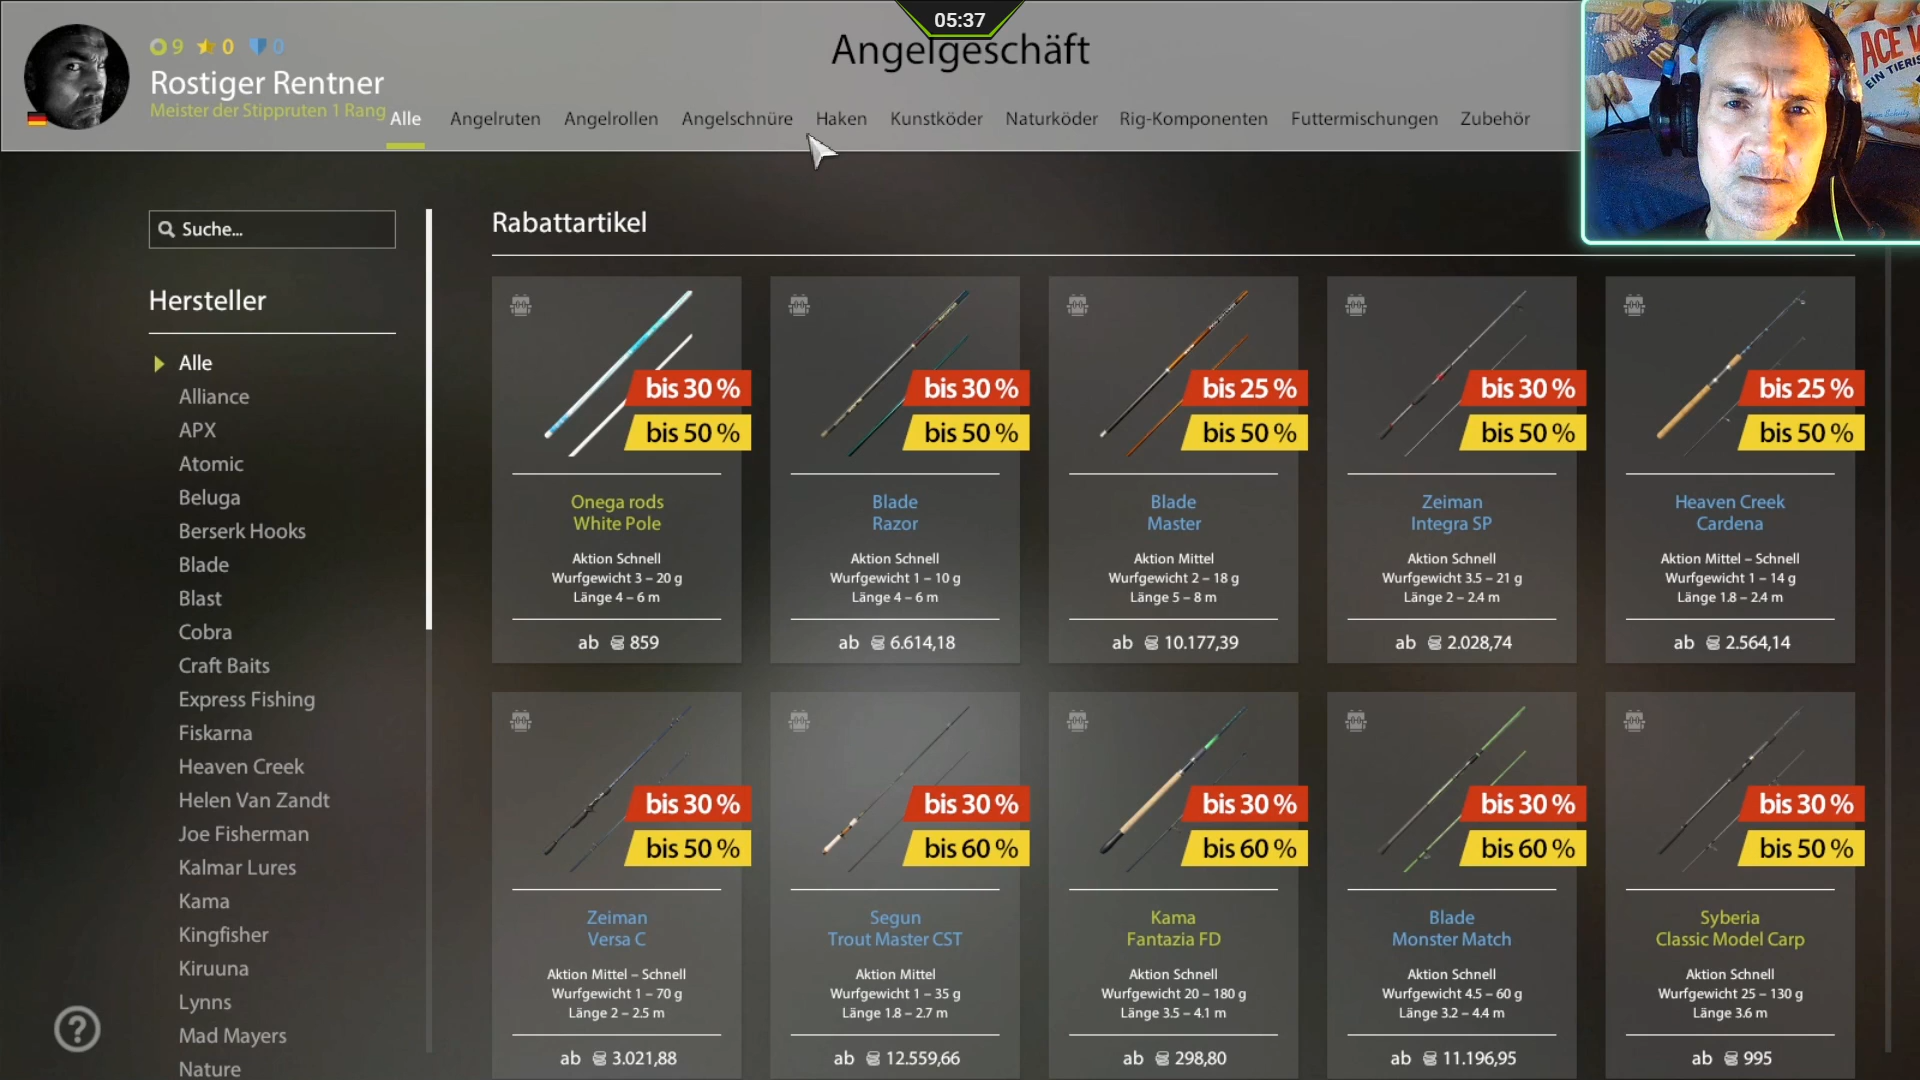 05:37
Angelgeschäft
9 0 0
Rostiger Rentner
Meister der Stippruten 1 Rang
Alle Angelruten Angelrollen Angelschnüre Haken Kunstköder Naturköder Rig-Komponenten Futtermischungen Zubehör
ACE
EIN TIERIS
Suche...
Hersteller
Alle
Alliance
APX
Atomic
Beluga
Berserk Hooks
Blade
Blast
Cobra
Craft Baits
Express Fishing
Fiskarna
Heaven Creek
Helen Van Zandt
Joe Fisherman
Kalmar Lures
Kama
Kingfisher
Kiruuna
Lynns
Mad Mayers
Nature
Rabattartikel
bis 30 %
bis 50 %
Onega rods
White Pole
Aktion Schnell
Wurfgewicht 3 – 20 g
Länge 4 – 6 m
ab 859
bis 30 %
bis 50 %
Blade
Razor
Aktion Schnell
Wurfgewicht 1 – 10 g
Länge 4 – 6 m
ab 6.614,18
bis 25 %
bis 50 %
Blade
Master
Aktion Mittel
Wurfgewicht 2 – 18 g
Länge 5 – 8 m
ab 10.177,39
bis 30 %
bis 50 %
Zeiman
Integra SP
Aktion Schnell
Wurfgewicht 3.5 – 21 g
Länge 2 – 2.4 m
ab 2.028,74
bis 25 %
bis 50 %
Heaven Creek
Cardena
Aktion Mittel – Schnell
Wurfgewicht 1 – 14 g
Länge 1.8 – 2.4 m
ab 2.564,14
bis 30 %
bis 50 %
Zeiman
Versa C
Aktion Mittel – Schnell
Wurfgewicht 1 – 70 g
Länge 2 – 2.5 m
ab 3.021,88
bis 30 %
bis 60 %
Segun
Trout Master CST
Aktion Mittel
Wurfgewicht 1 – 35 g
Länge 1.8 – 2.7 m
ab 12.559,66
bis 30 %
bis 60 %
Kama
Fantazia FD
Aktion Schnell
Wurfgewicht 20 – 180 g
Länge 3.5 – 4.1 m
ab 298,80
bis 30 %
bis 60 %
Blade
Monster Match
Aktion Schnell
Wurfgewicht 4.5 – 60 g
Länge 3.2 – 4.4 m
ab 11.196,95
bis 30 %
bis 50 %
Syberia
Classic Model Carp
Aktion Schnell
Wurfgewicht 25 – 130 g
Länge 3.6 m
ab 995
?